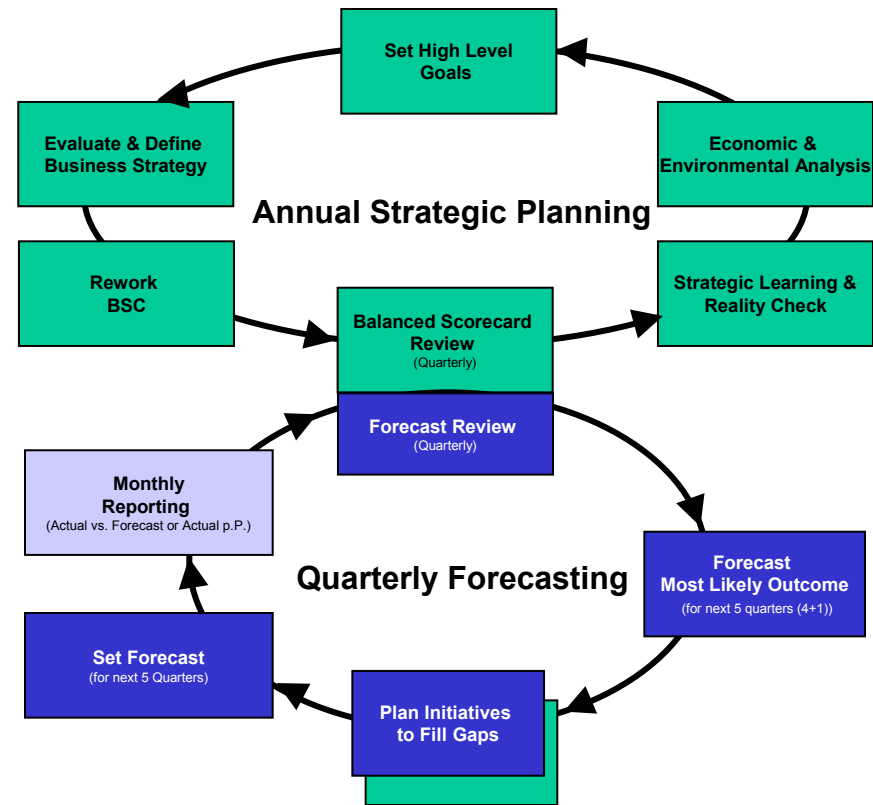 Set High Level
Goals
Evaluate & Define
Business Strategy
Economic &
Environmental Analysis
Annual Strategic Planning
Rework
BSC
Balanced Scorecard
Review
(Quarterly)
Strategic Learning &
Reality Check
Forecast Review
(Quarterly)
Monthly
Reporting
(Actual vs. Forecast or Actual p.P.)
Quarterly Forecasting
Forecast
Most Likely Outcome
(for next 5 quarters (4+1))
Set Forecast
(for next 5 Quarters)
Plan Initiatives
to Fill Gaps